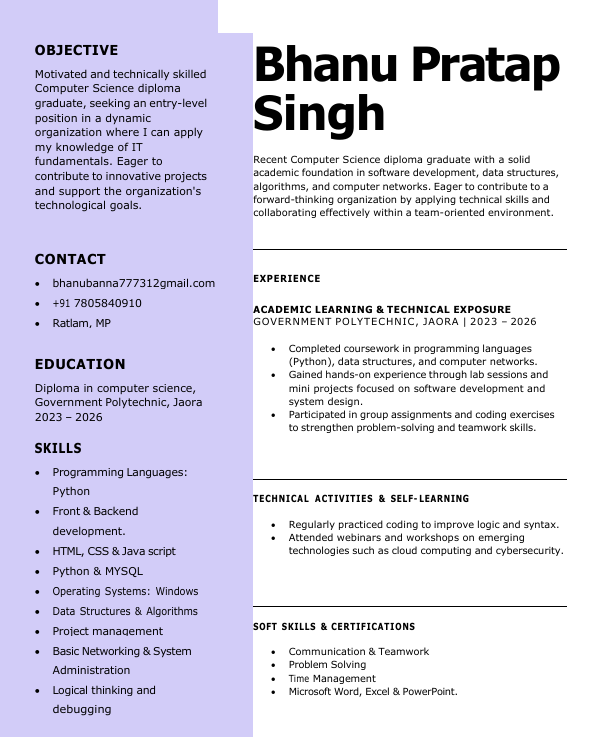 OBJECTIVE
Motivated and technically skilled
Computer Science diploma
graduate, seeking an entry-level
position in a dynamic
organization where I can apply
my knowledge of IT
fundamentals. Eager to
contribute to innovative projects
and support the organization's
technological goals.
CONTACT
• bhanubanna777312gmail.com
• +91 7805840910
• Ratlam, MP
EDUCATION
Diploma in computer science,
Government Polytechnic, Jaora
2023 – 2026
SKILLS
• Programming Languages:
Python
• Front & Backend
development.
• HTML, CSS & Java script
• Python & MYSQL
• Operating Systems: Windows
• Data Structures & Algorithms
• Project management
• Basic Networking & System
Administration
• Logical thinking and
debugging
Bhanu Pratap
Singh
Recent Computer Science diploma graduate with a solid
academic foundation in software development, data structures,
algorithms, and computer networks. Eager to contribute to a
forward-thinking organization by applying technical skills and
collaborating effectively within a team-oriented environment.
EXPERIENCE
ACADEMIC LEARNING & TECHNICAL EXPOSURE
GOVERNMENT POLYTECHNIC, JAORA | 2023 – 2026
• Completed coursework in programming languages
(Python), data structures, and computer networks.
• Gained hands-on experience through lab sessions and
mini projects focused on software development and
system design.
• Participated in group assignments and coding exercises
to strengthen problem-solving and teamwork skills.
TECHNICAL ACTIVITIES & SELF-LEARNING
• Regularly practiced coding to improve logic and syntax.
• Attended webinars and workshops on emerging
technologies such as cloud computing and cybersecurity.
SOFT SKILLS & CERTIFICATIONS
• Communication & Teamwork
• Problem Solving
• Time Management
• Microsoft Word, Excel & PowerPoint.